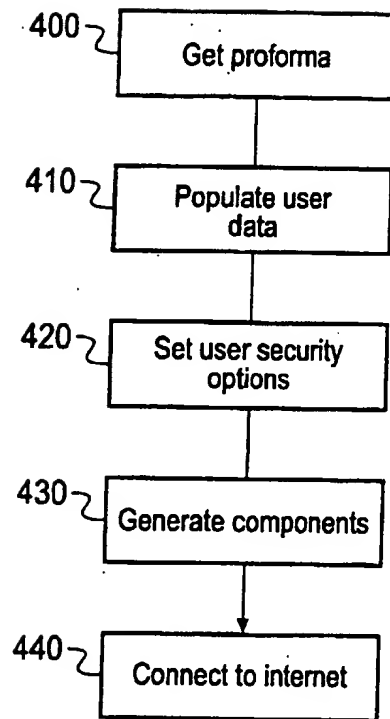 400
Get proforma
410
Populate user
data
420
Set user security
options
430
Generate components
440
Connect to internet